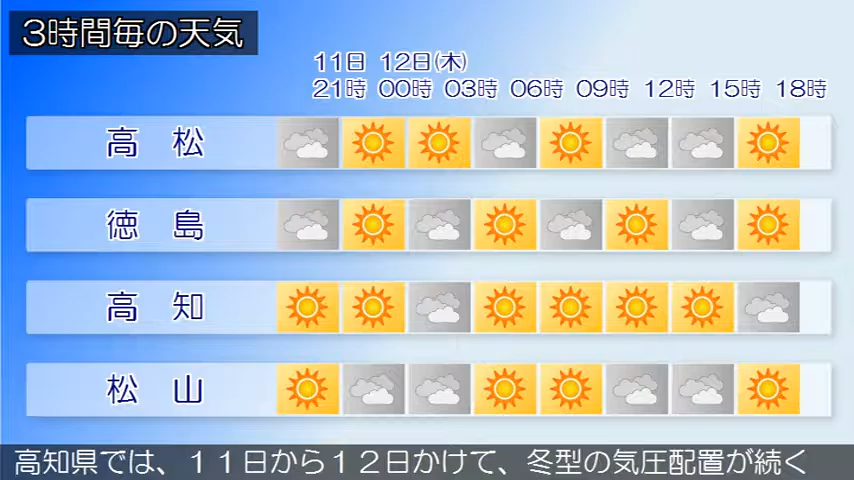 3時間毎の天気
11日 12日(木)
21時 00時 03時 06時 09時 12時 15時 18時
高松
徳島
高知
松山
高知県では、11日から12日かけて、冬型の気圧配置が続く